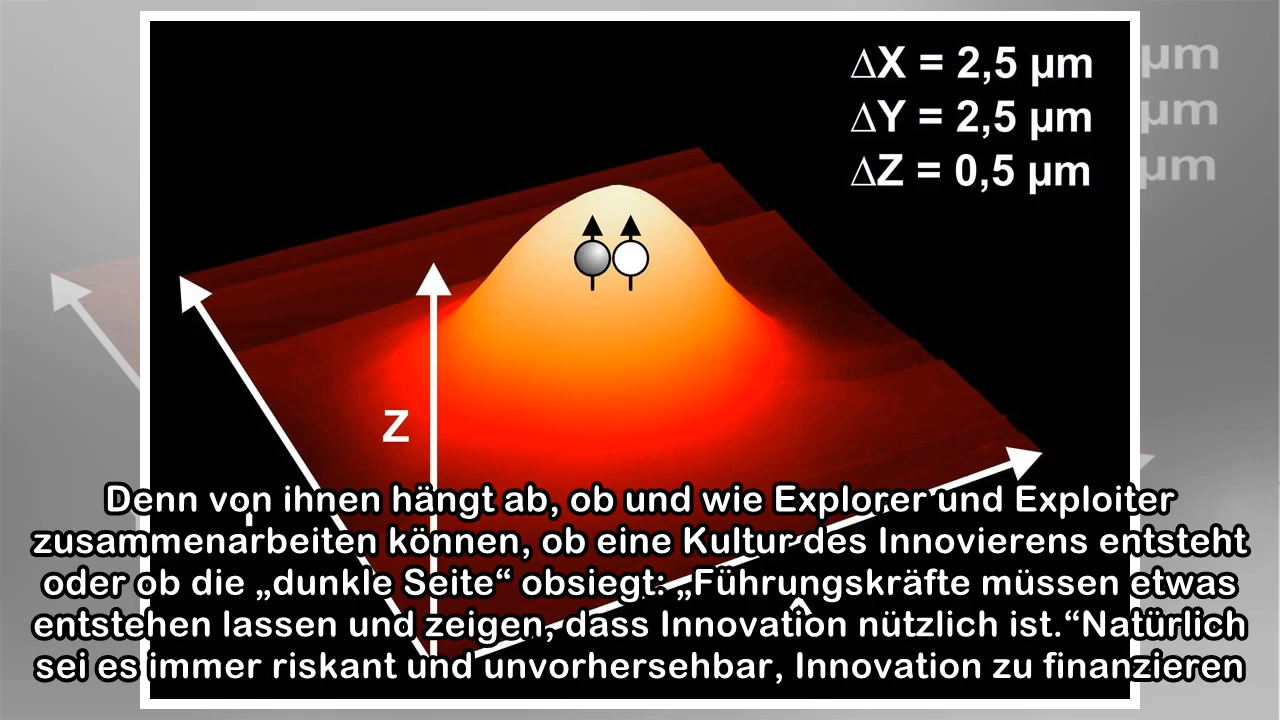 ΔX = 2,5 µm
ΔY = 2,5 µm
ΔZ = 0,5 µm
µm
µm
µm
Z
Denn von ihnen hängt ab, ob und wie Explorer und Exploiter
zusammenarbeiten können, ob eine Kultur des Innovierens entsteht
oder ob die „dunkle Seite“ obsiegt: „Führungskräfte müssen etwas
entstehen lassen und zeigen, dass Innovation nützlich ist.“Natürlich
sei es immer riskant und unvorhersehbar, Innovation zu finanzieren